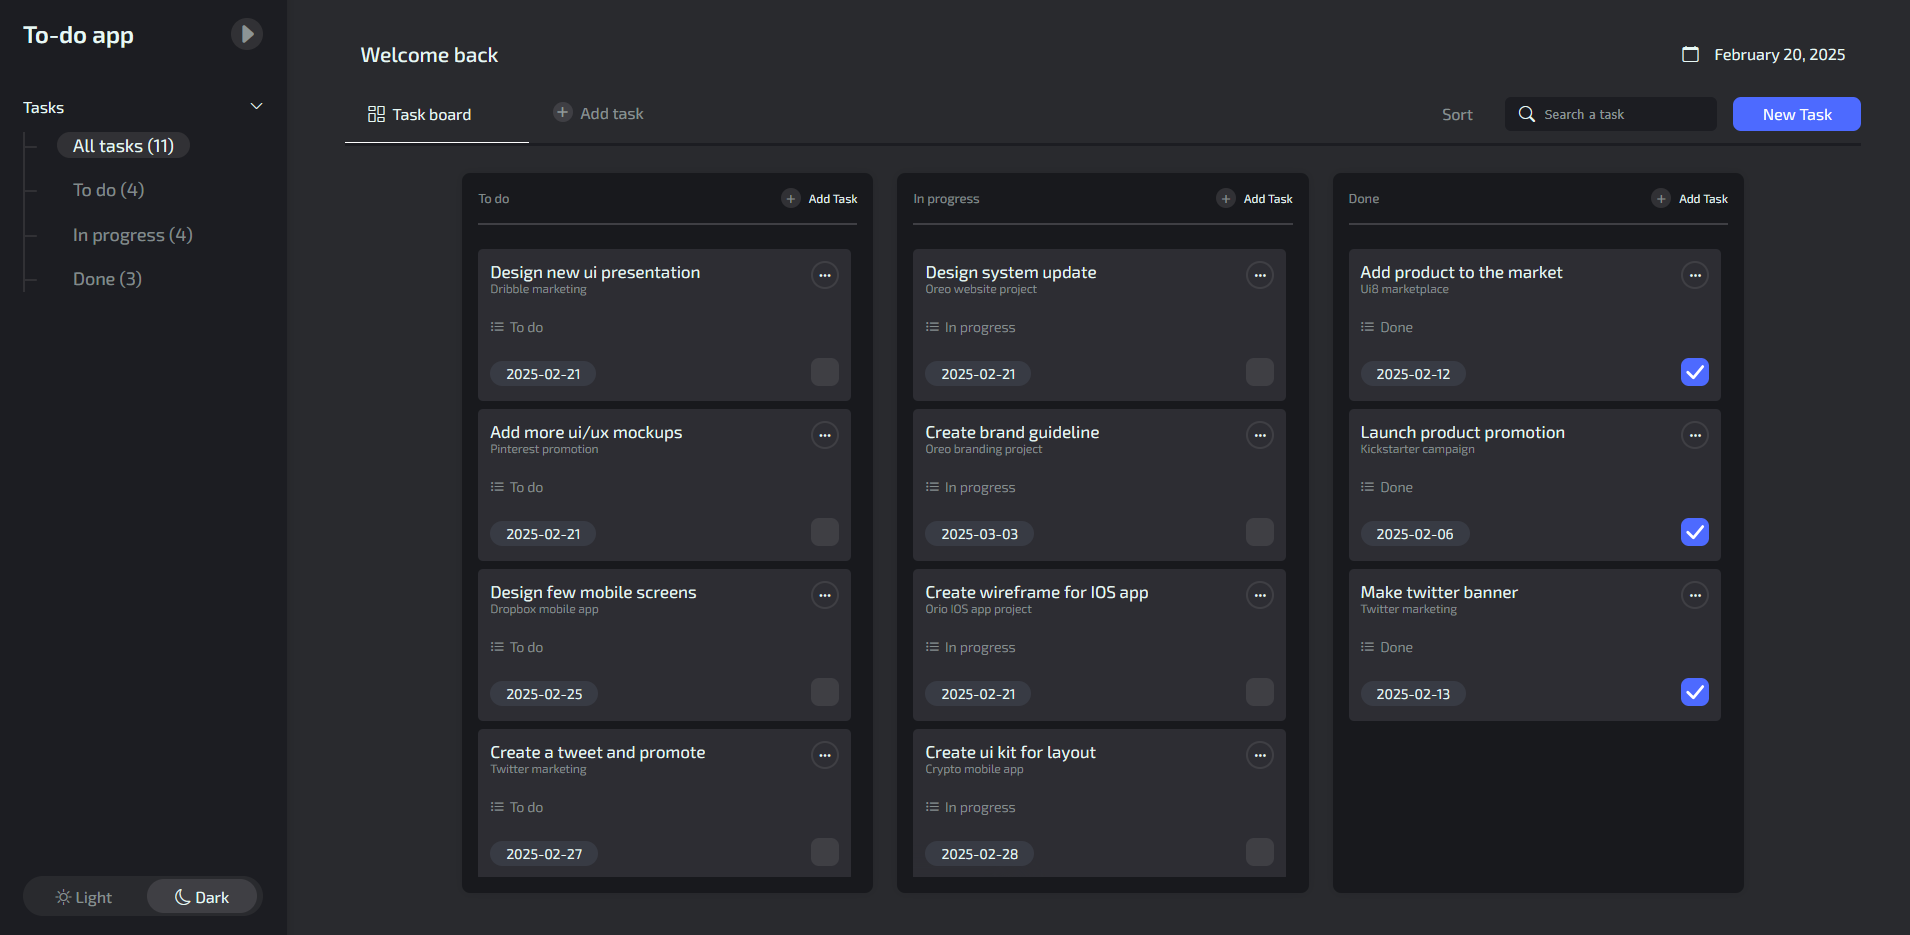 To-do app
Tasks
All tasks (11)
To do (4)
In progress (4)
Done (3)
Light
Dark
Welcome back
February 20, 2025
Task board
Add task
Sort
Search a task
New Task
To do
Add Task
Design new ui presentation
Dribble marketing
To do
2025-02-21
Add more ui/ux mockups
Pinterest promotion
To do
2025-02-21
Design few mobile screens
Dropbox mobile app
To do
2025-02-25
Create a tweet and promote
Twitter marketing
To do
2025-02-27
In progress
Add Task
Design system update
Oreo website project
In progress
2025-02-21
Create brand guideline
Oreo branding project
In progress
2025-03-03
Create wireframe for IOS app
Orio IOS app project
In progress
2025-02-21
Create ui kit for layout
Crypto mobile app
In progress
2025-02-28
Done
Add Task
Add product to the market
Ui8 marketplace
Done
2025-02-12
Launch product promotion
Kickstarter campaign
Done
2025-02-06
Make twitter banner
Twitter marketing
Done
2025-02-13